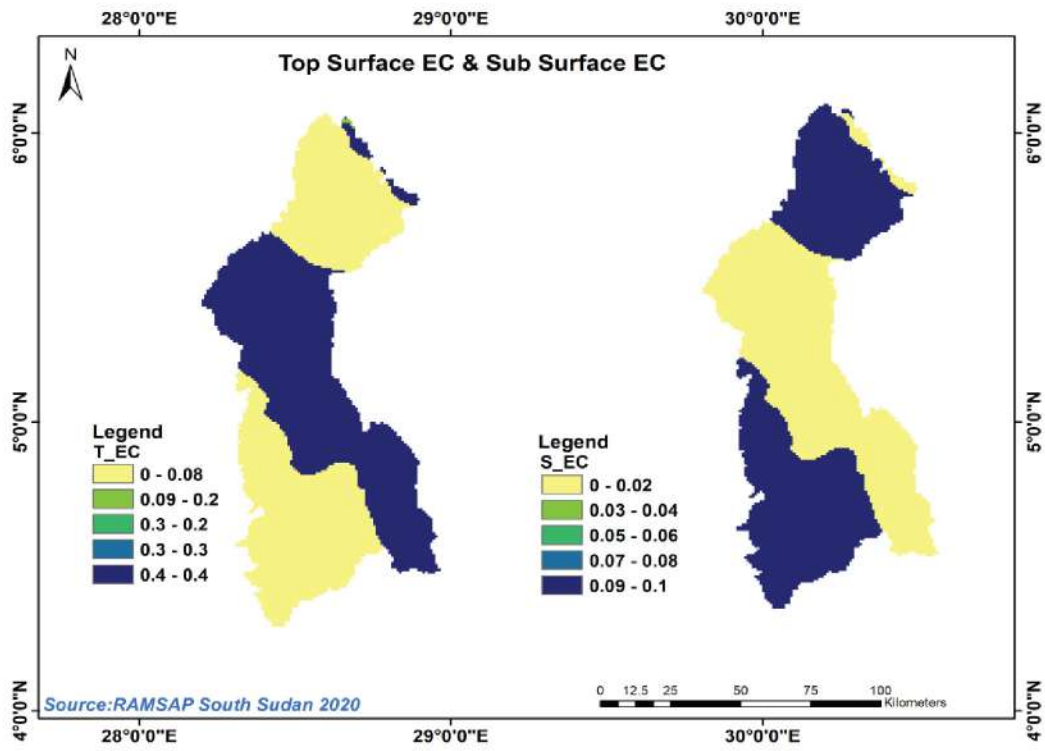 28°0'0"E 29°0'0"E 30°0'0"E
N
Top Surface EC & Sub Surface EC
6°0'0"N 6°0'0"N
5°0'0"N 5°0'0"N
Legend
T_EC
0 - 0.08
0.09 - 0.2
0.3 - 0.2
0.3 - 0.3
0.4 - 0.4
Legend
S_EC
0 - 0.02
0.03 - 0.04
0.05 - 0.06
0.07 - 0.08
0.09 - 0.1
Source:RAMSAP South Sudan 2020
0 12.5 25 50 75 100
Kilometers
4°0'0"N 4°0'0"N
28°0'0"E 29°0'0"E 30°0'0"E